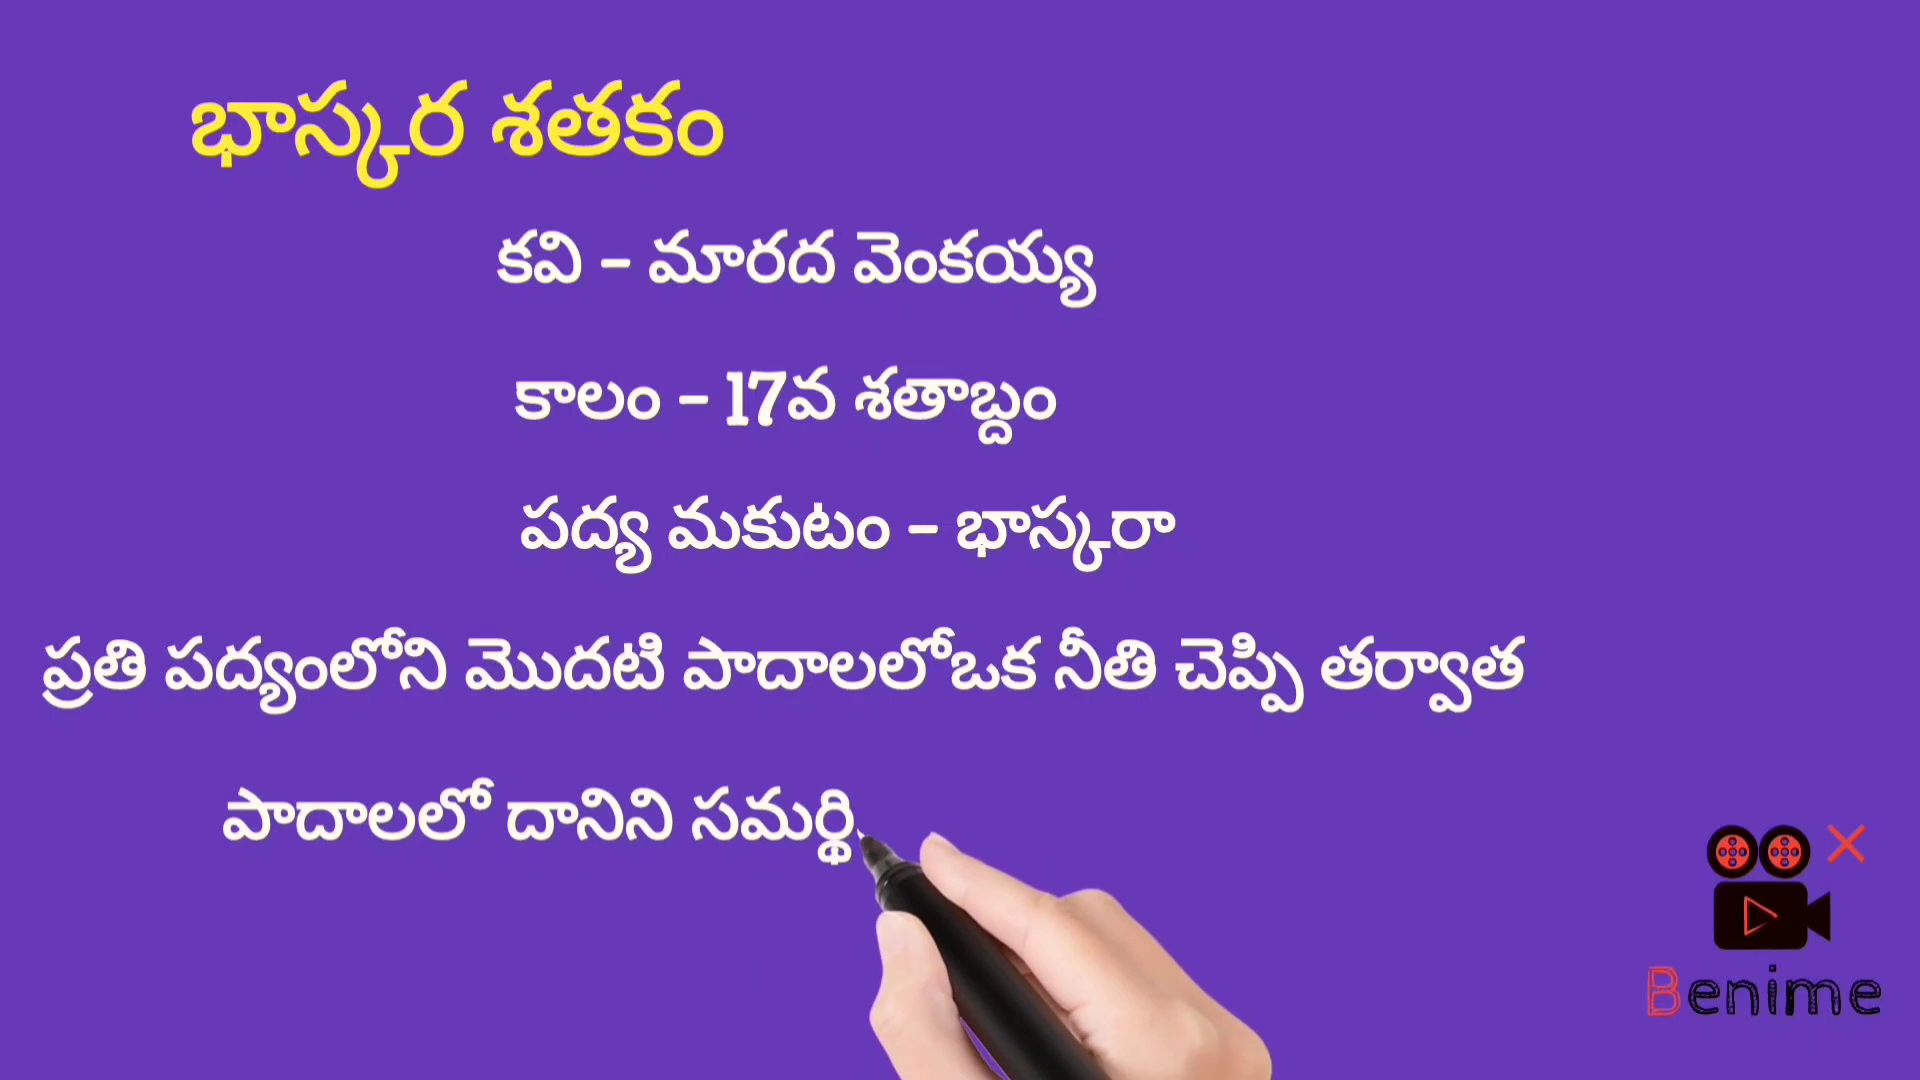 భాస్కర శతకం
కవి - మారద వెంకయ్య
కాలం - 17వ శతాబ్దం
పద్య మకుటం - భాస్కరా
ప్రతి పద్యంలోని మొదటి పాదాలలోఒక నీతి చెప్పి తర్వాత
పాదాలలో దానిని సమర్థి
Benime